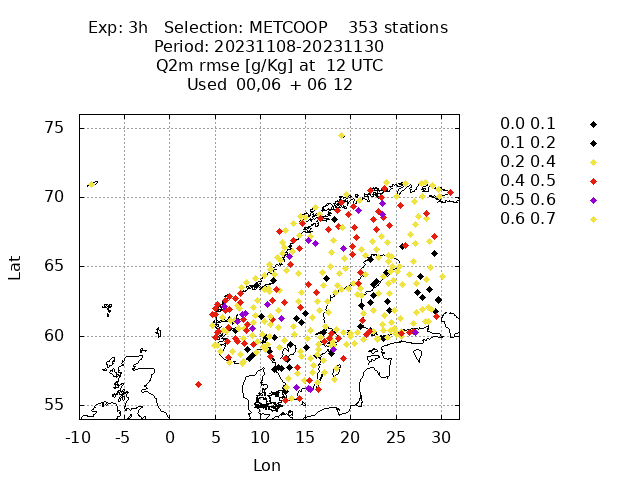 Exp: 3h   Selection: METCOOP    353 stations
Period: 20231108-20231130
Q2m rmse [g/Kg] at  12 UTC
Used  00,06  + 06 12
75
70
65
60
55
Lat
-10 -5 0 5 10 15 20 25 30
Lon
0.0 0.1
0.1 0.2
0.2 0.4
0.4 0.5
0.5 0.6
0.6 0.7